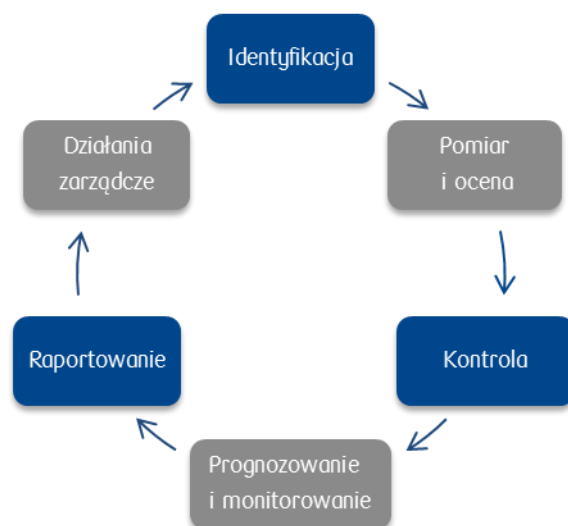 Identyfikacja
Pomiar
i ocena
Kontrola
Prognozowanie
i monitorowanie
Raportowanie
Działania
zarządcze